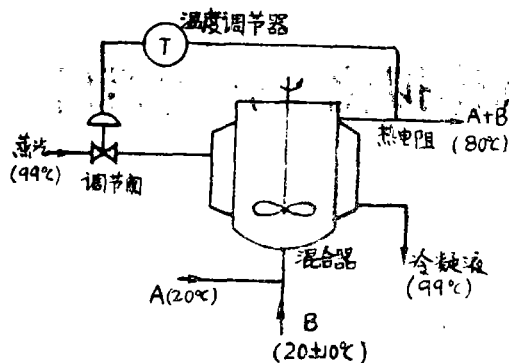 T
温度调节器
A+B
(80℃)
热电阻
蒸汽
(99℃)
调节阀
混合器
冷凝液
(99℃)
A(20℃)
B
(20±10℃)